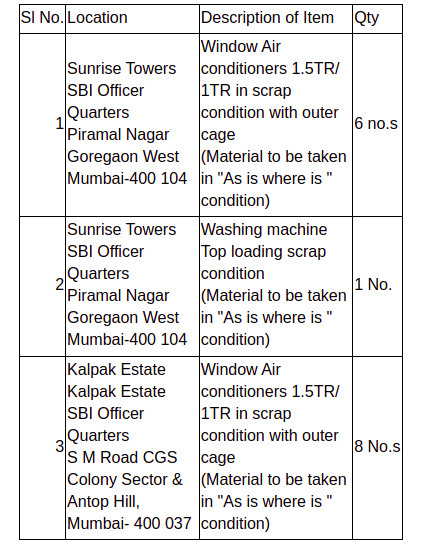 Sl No. Location Description of Item Qty
1
Sunrise Towers
SBI Officer
Quarters
Piramal Nagar
Goregaon West
Mumbai-400 104
Window Air
conditioners 1.5TR/
1TR in scrap
condition with outer
cage
(Material to be taken
in "As is where is "
condition)
6 no.s
2
Sunrise Towers
SBI Officer
Quarters
Piramal Nagar
Goregaon West
Mumbai-400 104
Washing machine
Top loading scrap
condition
(Material to be taken
in "As is where is "
condition)
1 No.
3
Kalpak Estate
Kalpak Estate
SBI Officer
Quarters
S M Road CGS
Colony Sector &
Antop Hill,
Mumbai- 400 037
Window Air
conditioners 1.5TR/
1TR in scrap
condition with outer
cage
(Material to be taken
in "As is where is "
condition)
8 No.s